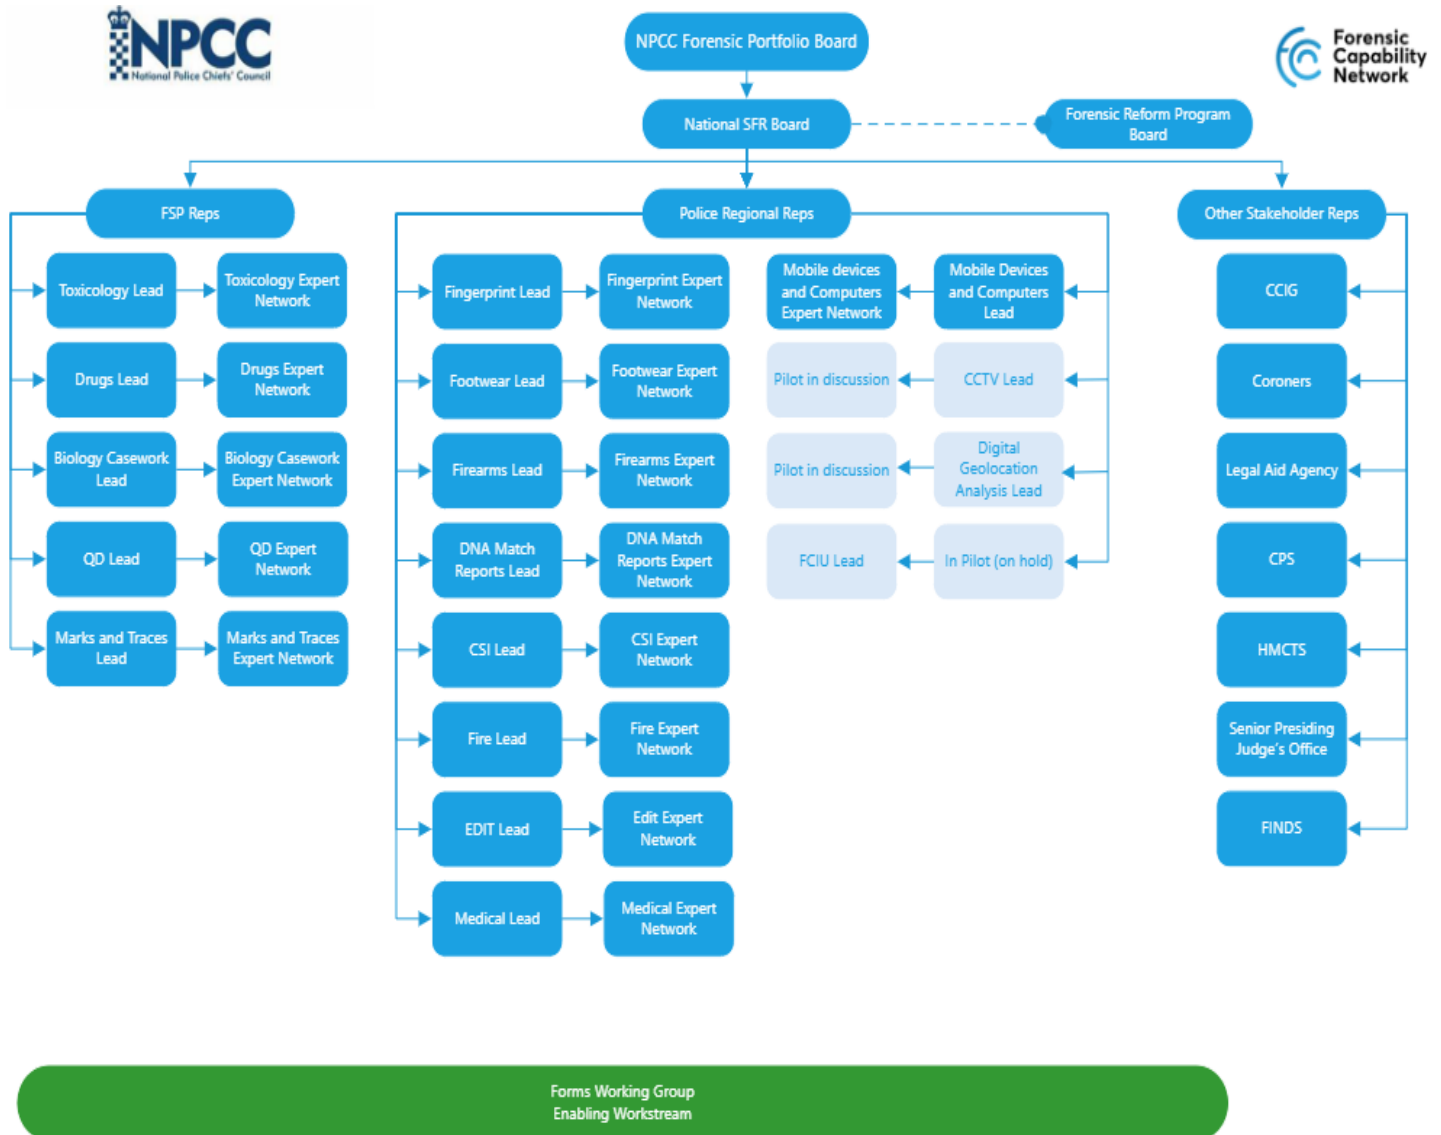 NPCC
National Police Chiefs' Council
NPCC Forensic Portfolio Board
Forensic
Capability
Network
National SFR Board
Forensic Reform Program
Board
FSP Reps
Police Regional Reps
Other Stakeholder Reps
Toxicology Lead
Toxicology Expert
Network
Drugs Lead
Drugs Expert
Network
Biology Casework
Lead
Biology Casework
Expert Network
QD Lead
QD Expert
Network
Marks and Traces
Lead
Marks and Traces
Expert Network
Fingerprint Lead
Fingerprint Expert
Network
Footwear Lead
Footwear Expert
Network
Firearms Lead
Firearms Expert
Network
DNA Match
Reports Lead
DNA Match
Reports Expert
Network
CSI Lead
CSI Expert
Network
Fire Lead
Fire Expert
Network
EDIT Lead
Edit Expert
Network
Medical Lead
Medical Expert
Network
Mobile devices
and Computers
Expert Network
Mobile Devices
and Computers
Lead
Pilot in discussion
CCTV Lead
Pilot in discussion
Digital
Geolocation
Analysis Lead
FCIU Lead
In Pilot (on hold)
CCIG
Coroners
Legal Aid Agency
CPS
HMCTS
Senior Presiding
Judge's Office
FINDS
Forms Working Group
Enabling Workstream